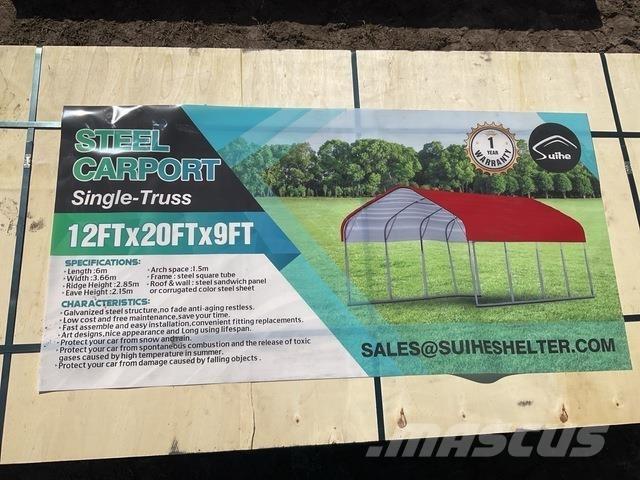 STEEL
CARPORT
Single-Truss
12FTx20FTx9FT
SPECIFICATIONS:
· Length : 6m
· Width : 3.66m
· Ridge Height : 2.85m
· Eave Height : 2.15m
· Arch space : 1.5m
· Frame : steel square tube
· Roof & wall : steel sandwich panel
or corrugated color steel sheet
CHARACTERISTICS:
· Galvanized steel structure, no fade anti-aging restless.
· Low cost and free maintenance, save your time.
· Fast assemble and easy installation, convenient fitting replacements.
· Art designs, nice appearance and Long using lifespan.
· Protect your car from snow and rain.
· Protect your car from spontaneous combustion and the release of toxic
gases caused by high temperature in summer.
· Protect your car from damage caused by falling objects .
1
YEAR
WARRANTY
Suihe
SALES@SUIHESHELTER.COM
MASCUS